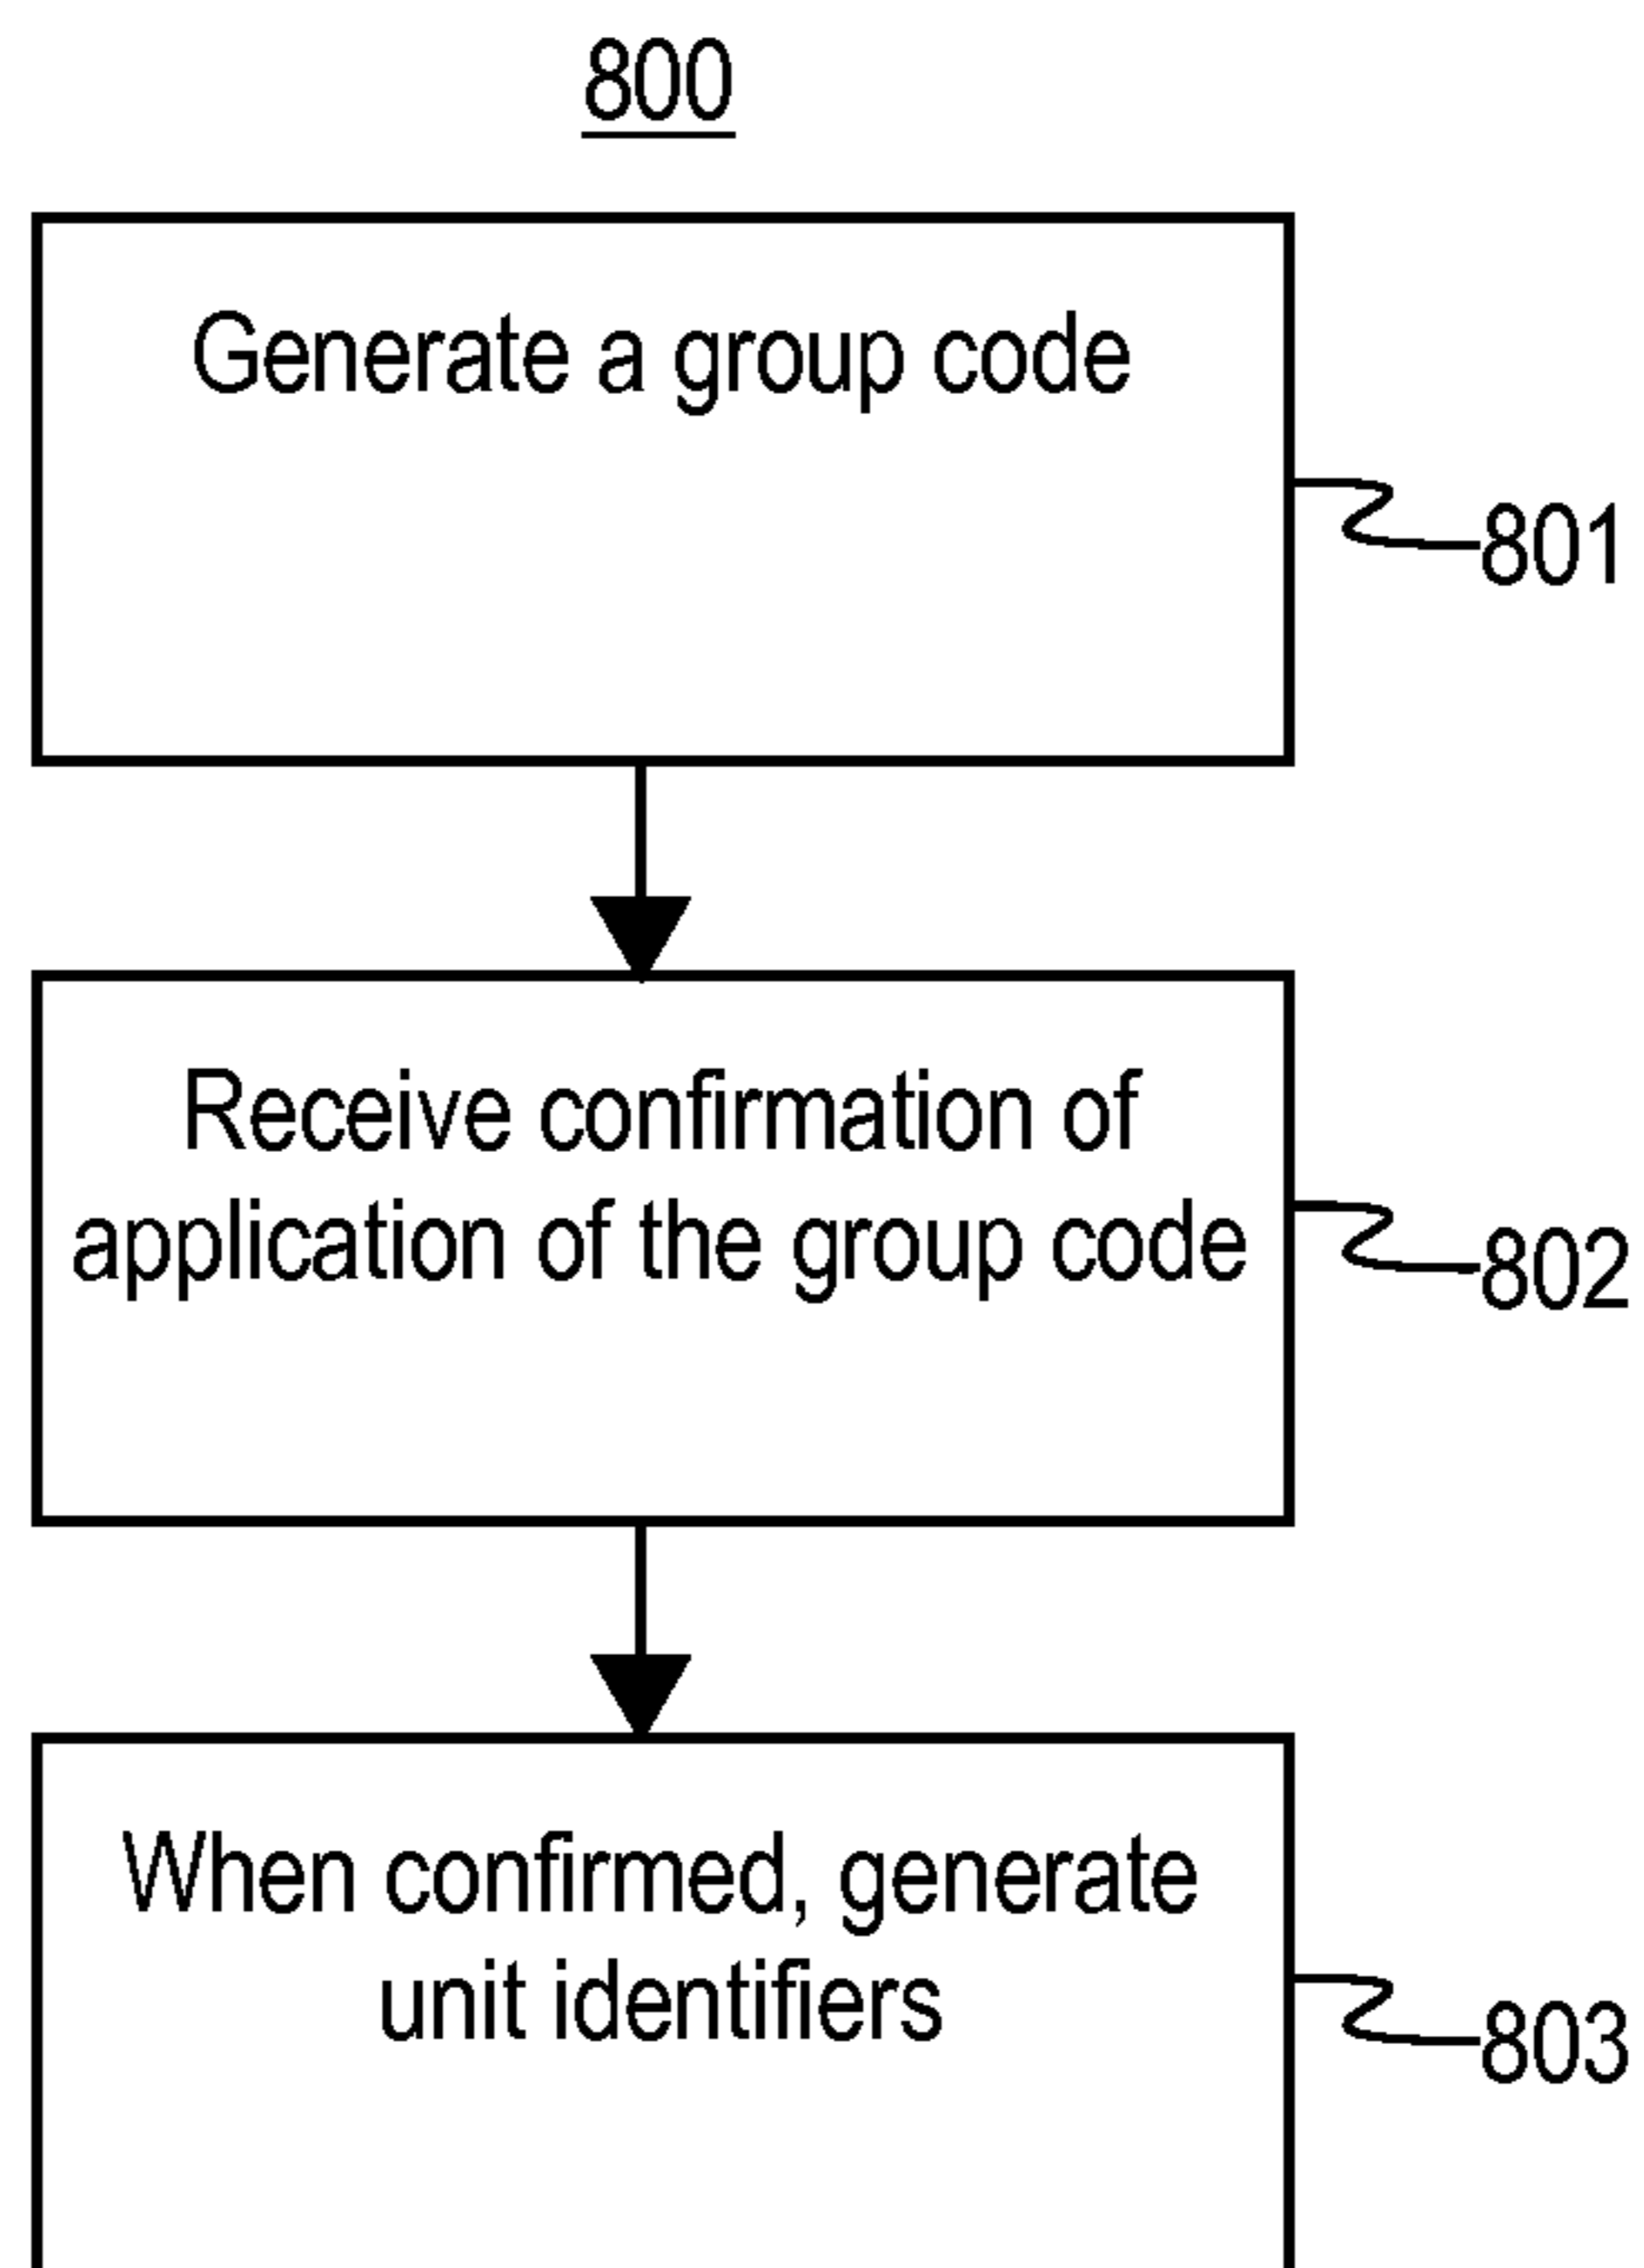 800
Generate a group code
801
Receive confirmation of
application of the group code
802
When confirmed, generate
unit identifiers
803